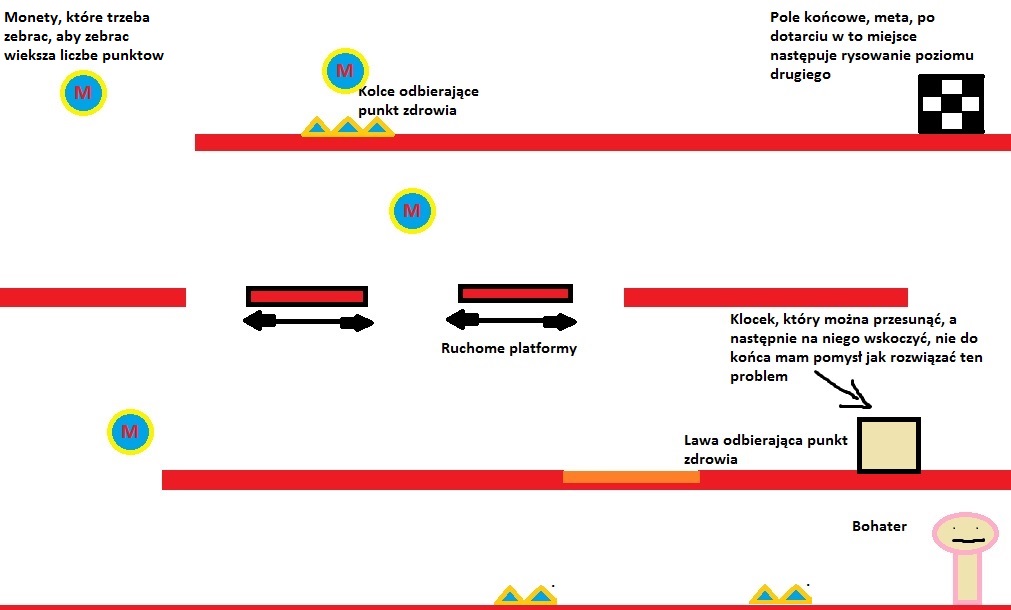 Monety, które trzeba
zebrac, aby zebrac
wieksza liczbe punktow
M
M
Kolce odbierające
punkt zdrowia
Pole końcowe, meta, po
dotarciu w to miejsce
następuje rysowanie poziomu
drugiego
M
Ruchome platformy
Klocek, który można przesunąć, a
następnie na niego wskoczyć, nie do
końca mam pomysł jak rozwiązać ten
problem
M
Lawa odbierająca punkt
zdrowia
Bohater